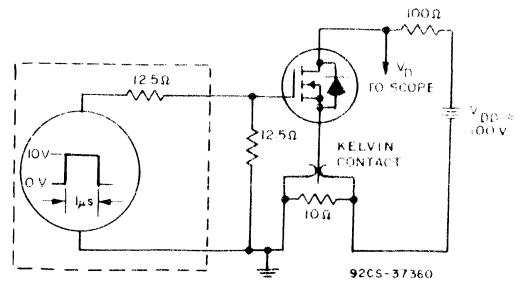 100Ω
V_D
TO SCOPE
V_DD ≈
100 V
12.5Ω
12.5Ω
KELVIN
CONTACT
10V
0V
1μs
10Ω
92CS-37360